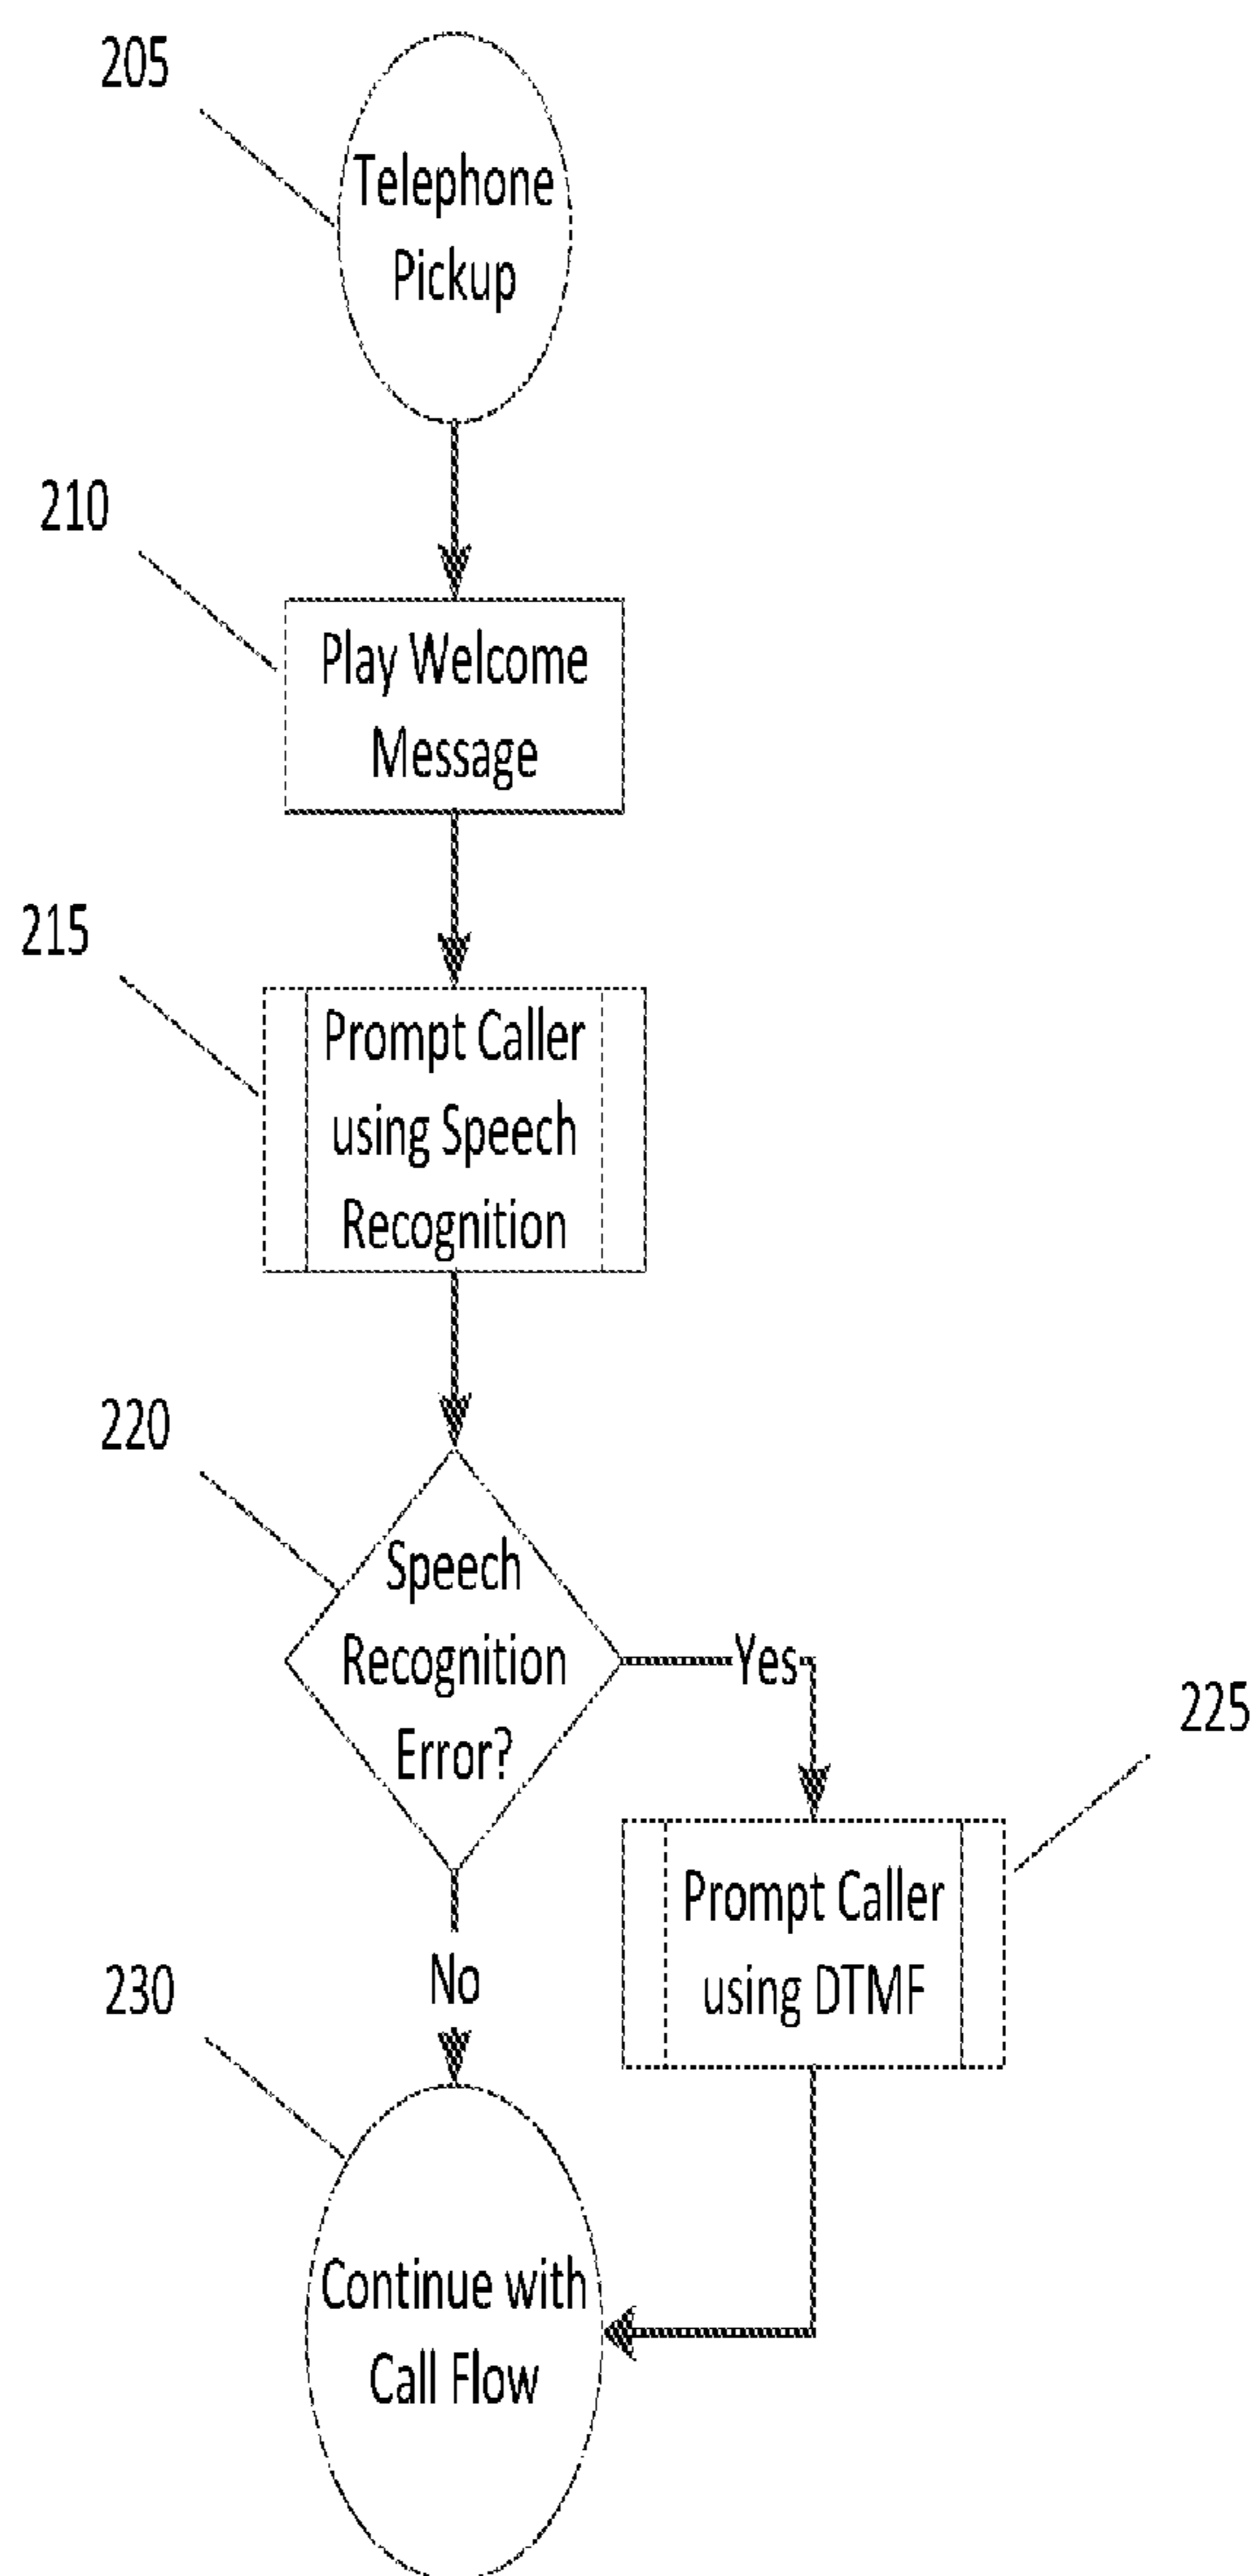 205
Telephone
Pickup
210
Play Welcome
Message
215
Prompt Caller
using Speech
Recognition
220
Speech
Recognition
Error?
Yes
225
Prompt Caller
using DTMF
No
230
Continue with
Call Flow